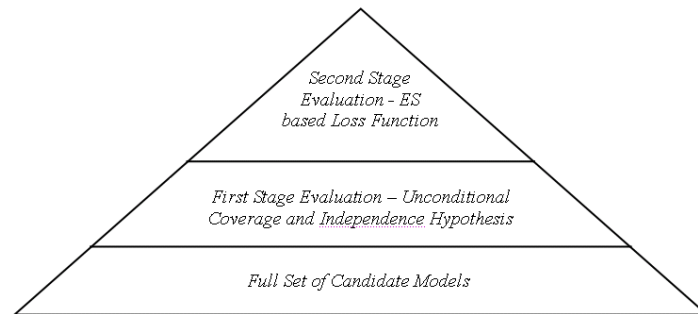 Second Stage
Evaluation - ES
based Loss Function
First Stage Evaluation – Unconditional
Coverage and Independence Hypothesis
Full Set of Candidate Models